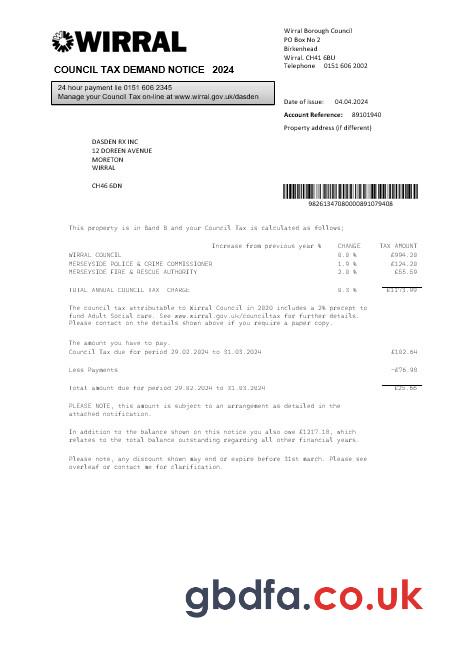 WIRRAL
COUNCIL TAX DEMAND NOTICE 2024
24 hour payment lie 0151 606 2345
Manage your Council Tax on-line at www.wirral.gov.uk/dasden
Wirral Borough Council
PO Box No 2
Birkenhead
Wirral. CH41 6BU
Telephone 0151 606 2002
Date of issue: 04.04.2024
Account Reference: 89101940
Property address (if different)
DASDEN RX INC
12 DOREEN AVENUE
MORETON
WIRRAL
CH46 6DN
98261347080000891079408
This property is in Band B and your Council Tax is calculated as follows;
Increase from previous year % CHANGE TAX AMOUNT
WIRRAL COUNCIL 0.0 % £994.20
MERSEYSIDE POLICE & CRIME COMMISSIONER 1.9 % £124.20
MERSEYSIDE FIRE & RESCUE AUTHORITY 2.0 % £55.59
TOTAL ANNUAL COUNCIL TAX CHARGE 0.3 % £1173.99
The council tax attributable to Wirral Council in 2020 includes a 2% precept to
fund Adult Social care. See www.wirral.gov.uk/counciltax for further details.
Please contact on the details shown above if you require a paper copy.
The amount you have to pay.
Council Tax due for period 29.02.2024 to 31.03.2024 £102.64
Less Payments -£76.98
Total amount due for period 29.02.2024 to 31.03.2024 £25.66
PLEASE NOTE, this amount is subject to an arrangement as detailed in the
attached notification.
In addition to the balance shown on this notice you also owe £1217.18, which
relates to the total balance outstanding regarding all other financial years.
Please note, any discount shown may end or expire before 31st march. Please see
overleaf or contact me for clarification.
gbdfa.co.uk